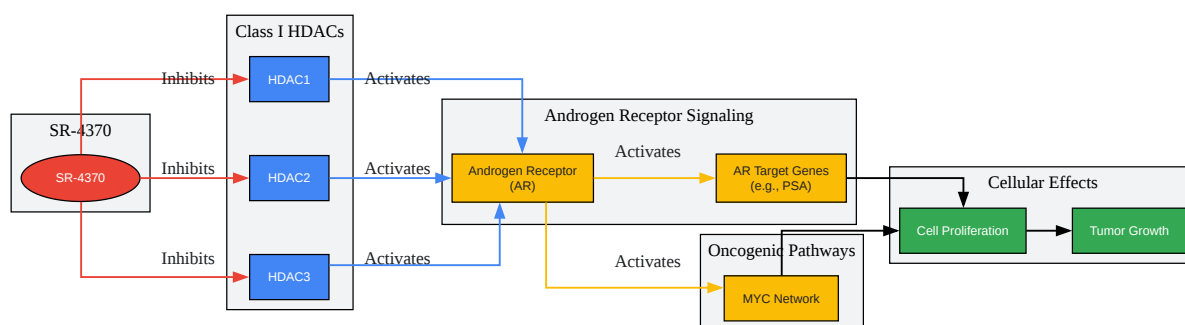 Class I HDACs
HDAC1
Inhibits
Activates
SR-4370
SR-4370
Inhibits
HDAC2
Activates
Inhibits
HDAC3
Activates
Androgen Receptor Signaling
Androgen Receptor
(AR)
Activates
AR Target Genes
(e.g., PSA)
Activates
Oncogenic Pathways
MYC Network
Cellular Effects
Cell Proliferation
Tumor Growth